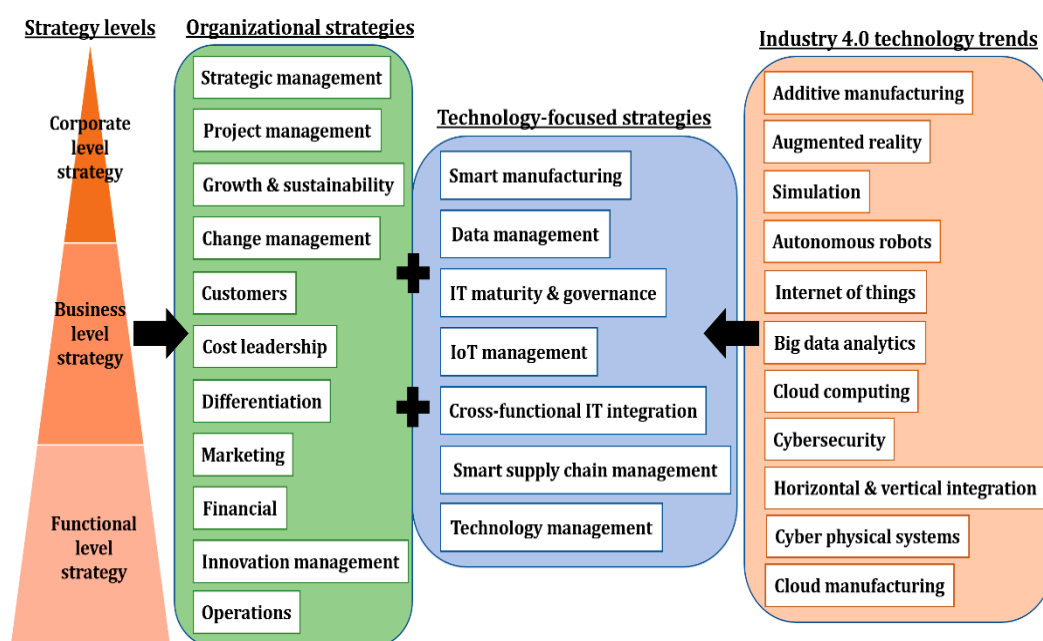 Strategy levels
Corporate
level
strategy
Business
level
strategy
Functional
level
strategy
Organizational strategies
Strategic management
Project management
Growth & sustainability
Change management
Customers
Cost leadership
Differentiation
Marketing
Financial
Innovation management
Operations
Technology-focused strategies
Smart manufacturing
Data management
IT maturity & governance
IoT management
Cross-functional IT integration
Smart supply chain management
Technology management
Industry 4.0 technology trends
Additive manufacturing
Augmented reality
Simulation
Autonomous robots
Internet of things
Big data analytics
Cloud computing
Cybersecurity
Horizontal & vertical integration
Cyber physical systems
Cloud manufacturing